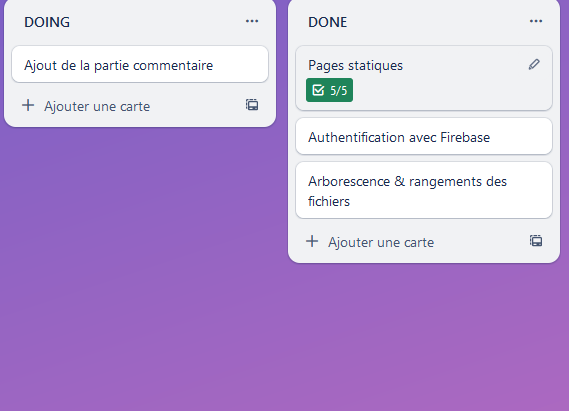 DOING
Ajout de la partie commentaire
Ajouter une carte
DONE
Pages statiques
5/5
Authentification avec Firebase
Arborescence & rangements des
fichiers
Ajouter une carte